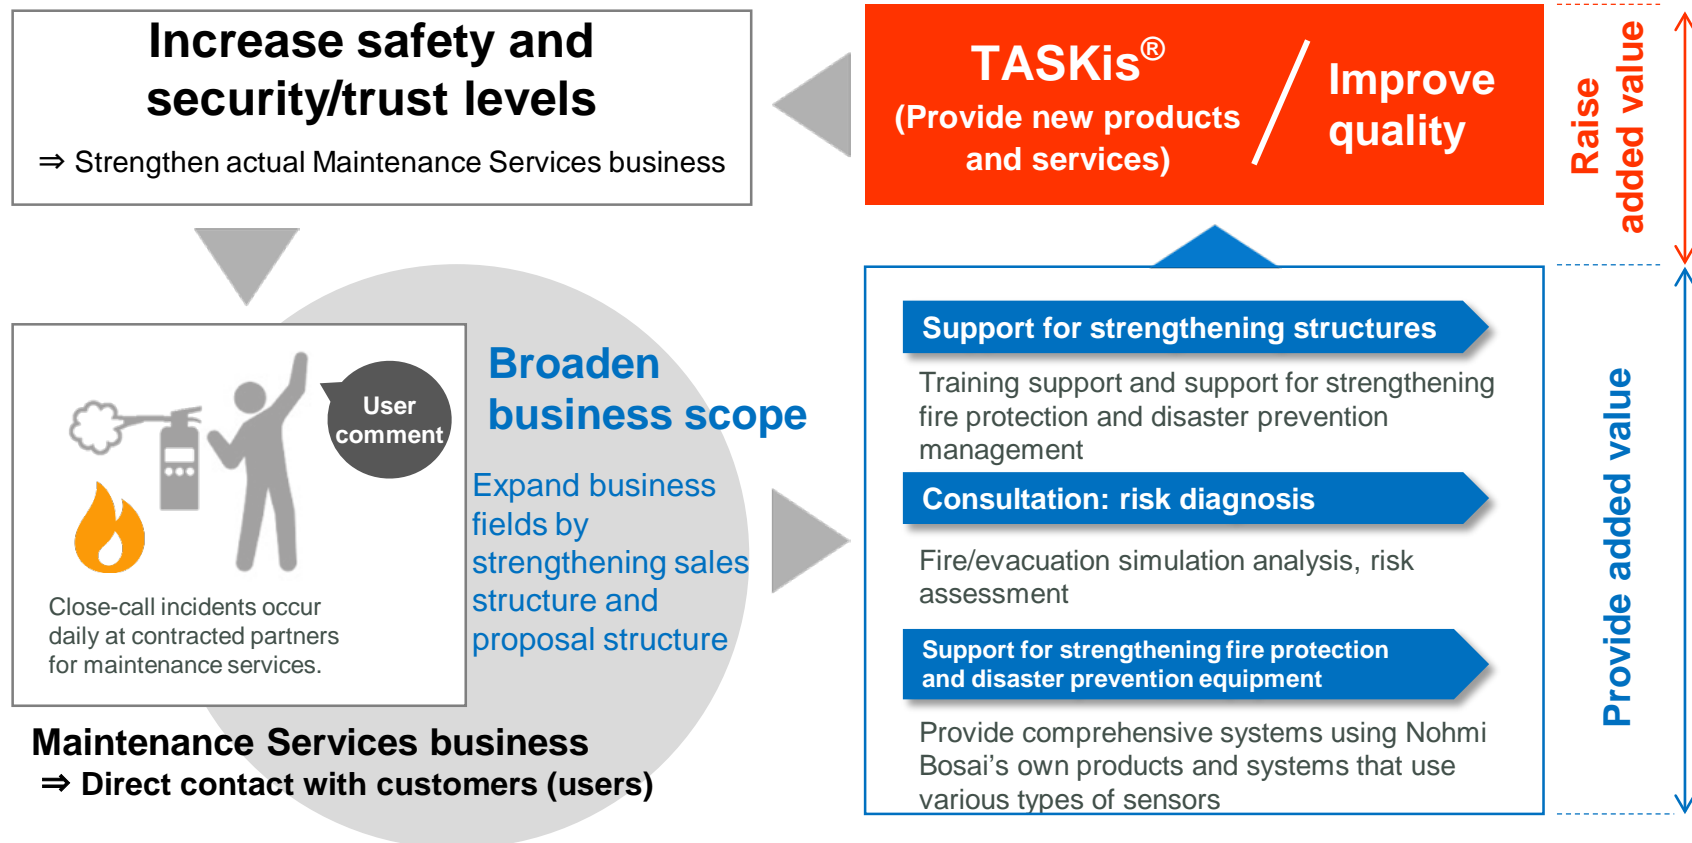 Increase safety and
security/trust levels
⇒ Strengthen actual Maintenance Services business
TASKis®
(Provide new products
and services)
Improve
quality
Raise
added value
User
comment
Close-call incidents occur
daily at contracted partners
for maintenance services.
Broaden
business scope
Expand business
fields by
strengthening sales
structure and
proposal structure
Maintenance Services business
⇒ Direct contact with customers (users)
Support for strengthening structures
Training support and support for strengthening
fire protection and disaster prevention
management
Consultation: risk diagnosis
Fire/evacuation simulation analysis, risk
assessment
Support for strengthening fire protection
and disaster prevention equipment
Provide comprehensive systems using Nohmi
Bosai’s own products and systems that use
various types of sensors
Provide added value